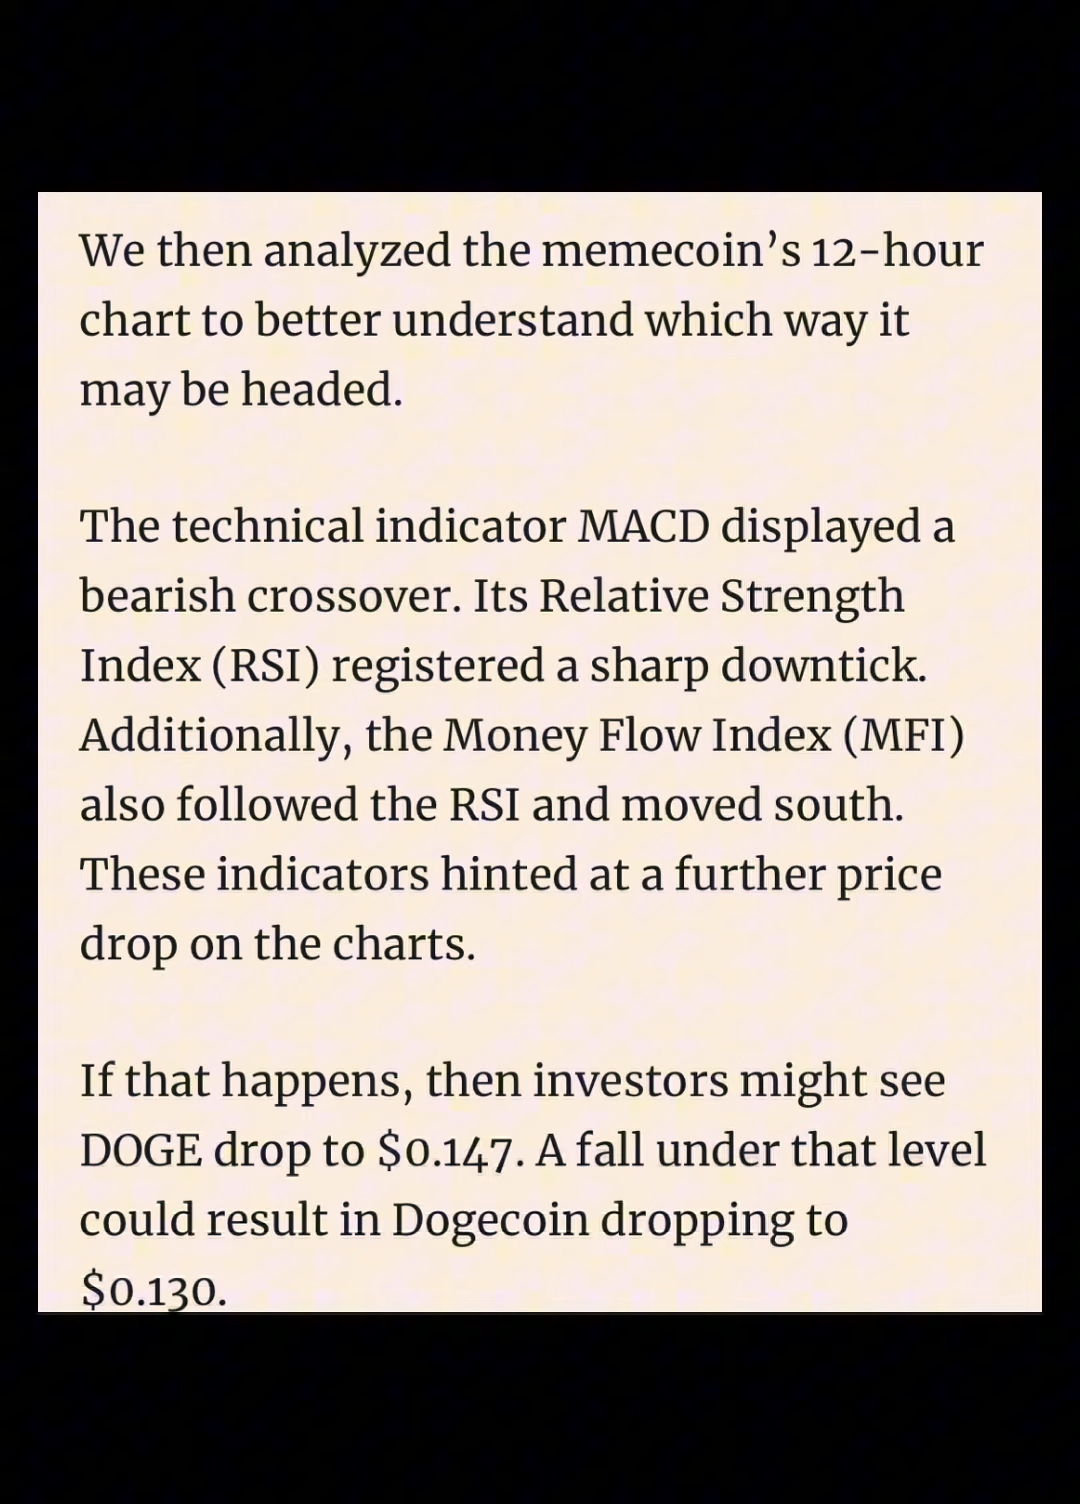 We then analyzed the memecoin’s 12-hour
chart to better understand which way it
may be headed.
The technical indicator MACD displayed a
bearish crossover. Its Relative Strength
Index (RSI) registered a sharp downtick.
Additionally, the Money Flow Index (MFI)
also followed the RSI and moved south.
These indicators hinted at a further price
drop on the charts.
If that happens, then investors might see
DOGE drop to $0.147. A fall under that level
could result in Dogecoin dropping to
$0.130.